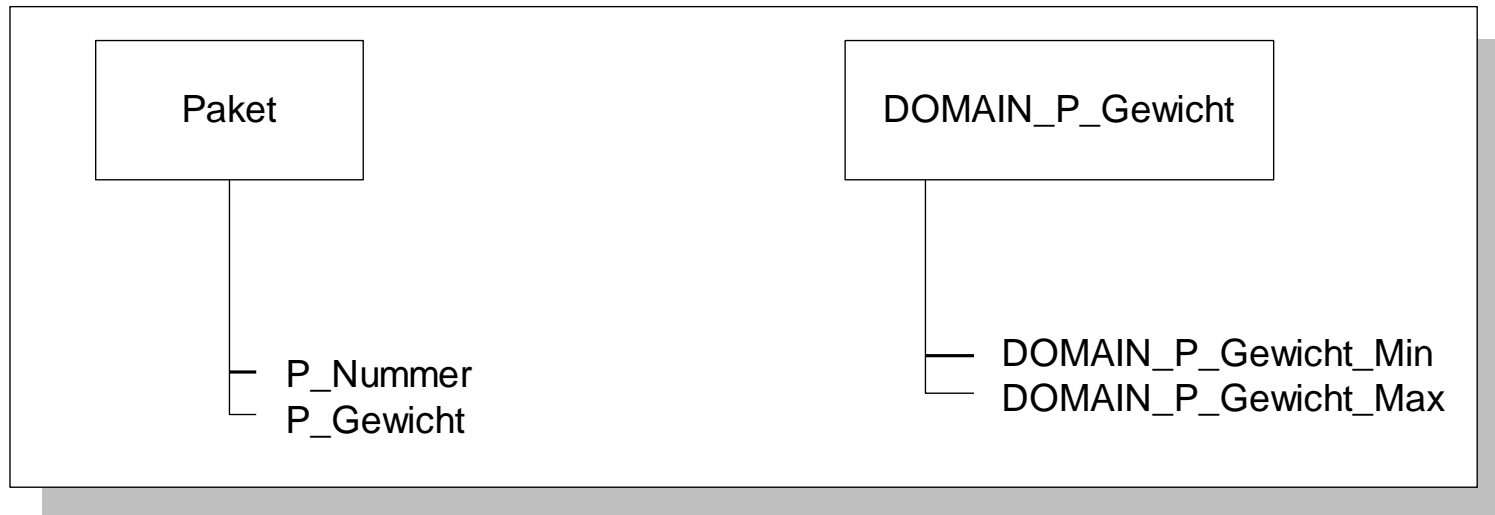 Paket
P_Nummer
P_Gewicht
DOMAIN_P_Gewicht
DOMAIN_P_Gewicht_Min
DOMAIN_P_Gewicht_Max